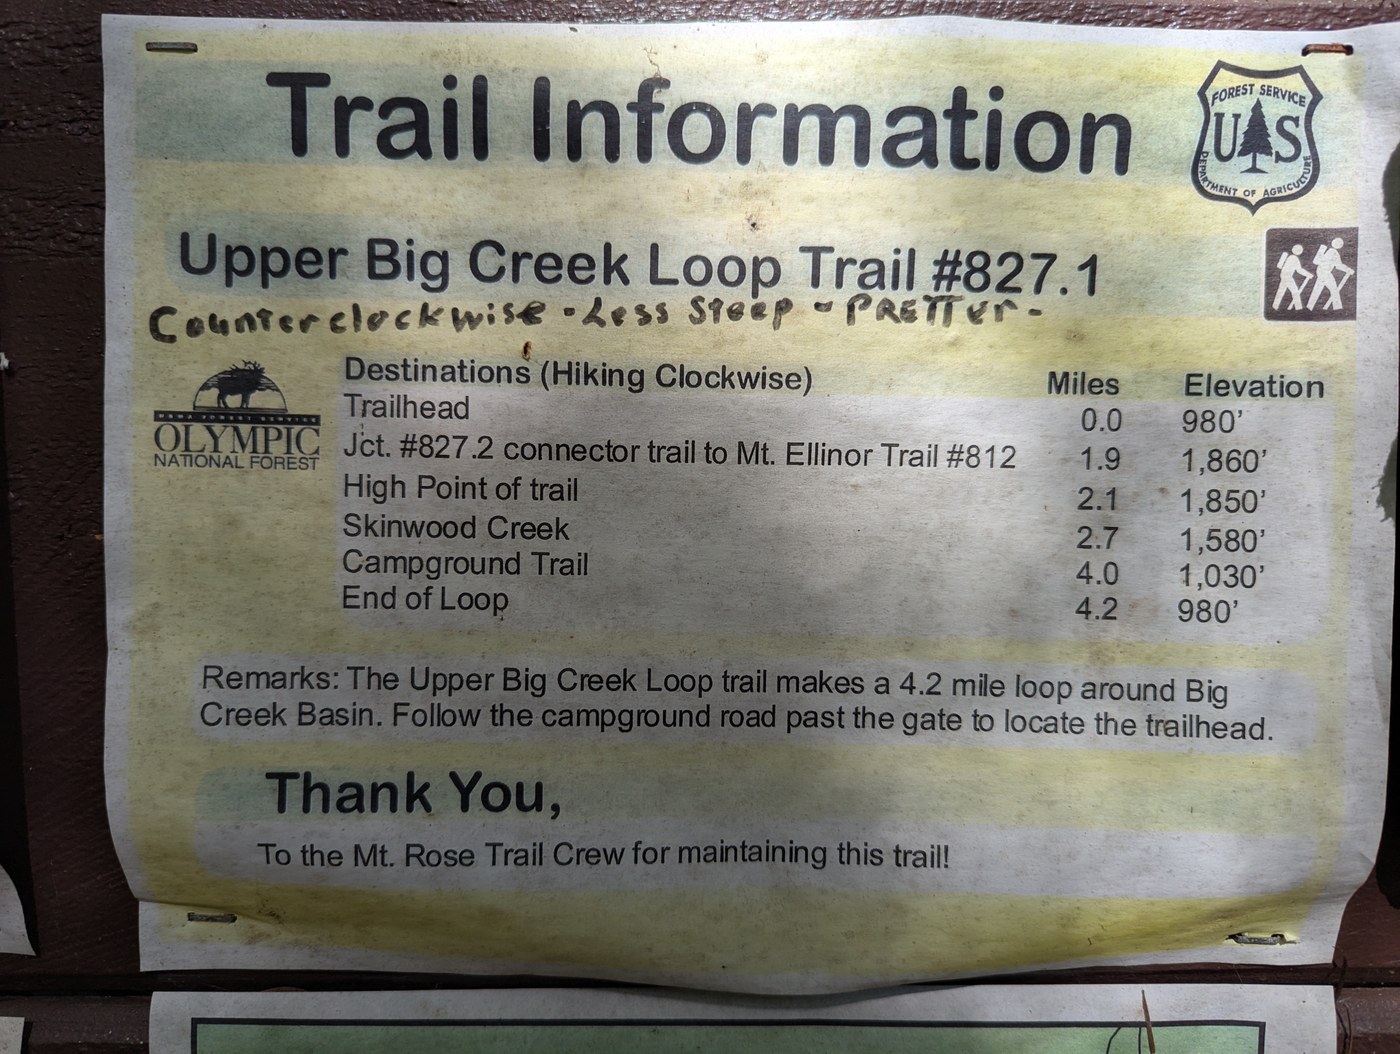 Trail Information
FOREST SERVICE
US
DEPARTMENT OF AGRICULTURE
Upper Big Creek Loop Trail #827.1
Counterclockwise - Less Steep - PRETTier -
OLYMPIC
NATIONAL FOREST
Destinations (Hiking Clockwise) Miles Elevation
Trailhead 0.0 980'
Jct. #827.2 connector trail to Mt. Ellinor Trail #812 1.9 1,860'
High Point of trail 2.1 1,850'
Skinwood Creek 2.7 1,580'
Campground Trail 4.0 1,030'
End of Loop 4.2 980'
Remarks: The Upper Big Creek Loop trail makes a 4.2 mile loop around Big
Creek Basin. Follow the campground road past the gate to locate the trailhead.
Thank You,
To the Mt. Rose Trail Crew for maintaining this trail!